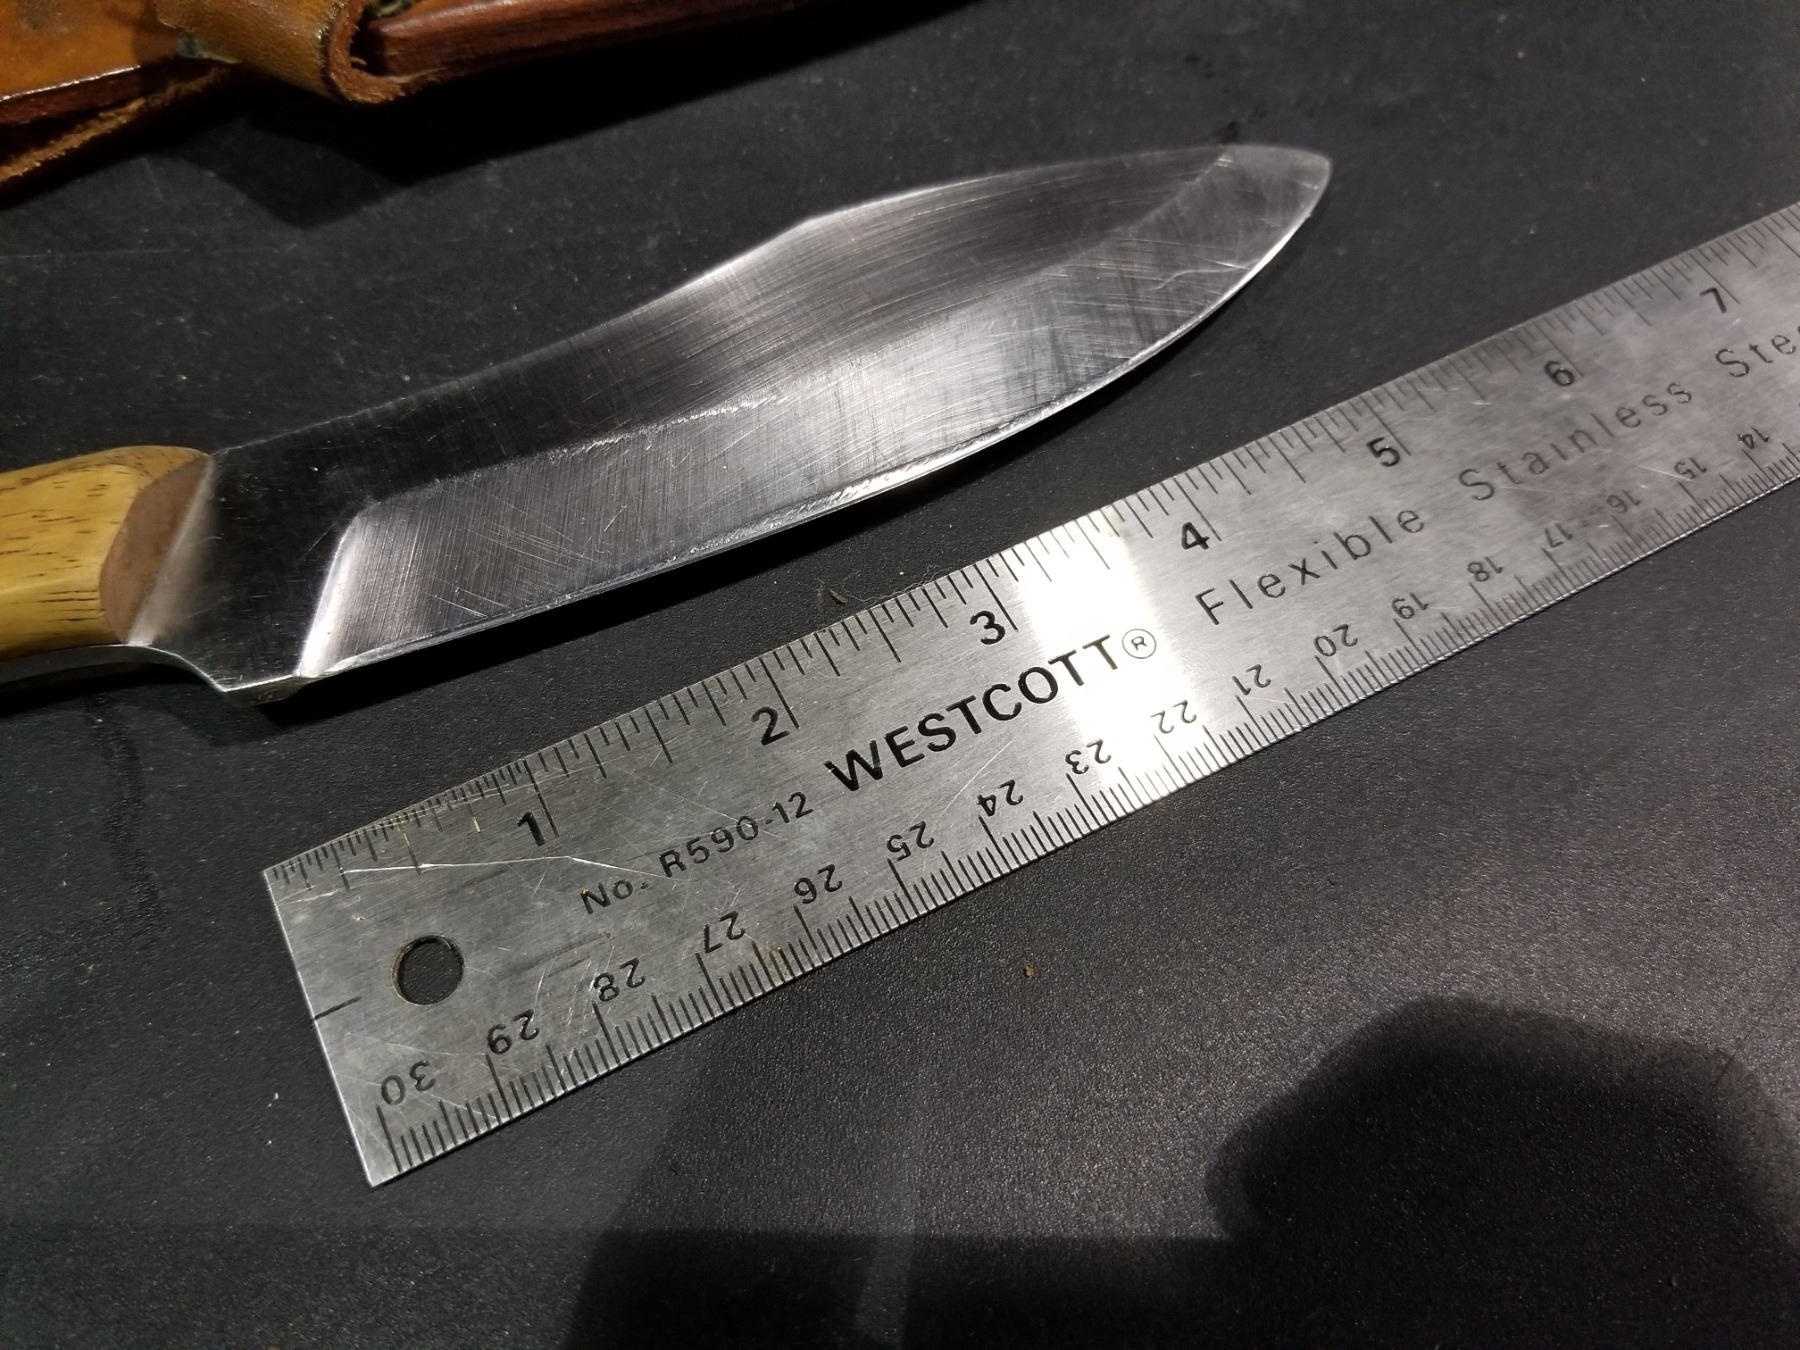 1 2 3 4 5 6 7
WESTCOTT® Flexible Stainless Stee
No. R590-12
30 29 28 27 26 25 24 23 22 21 20 19 18 17 16 15 14